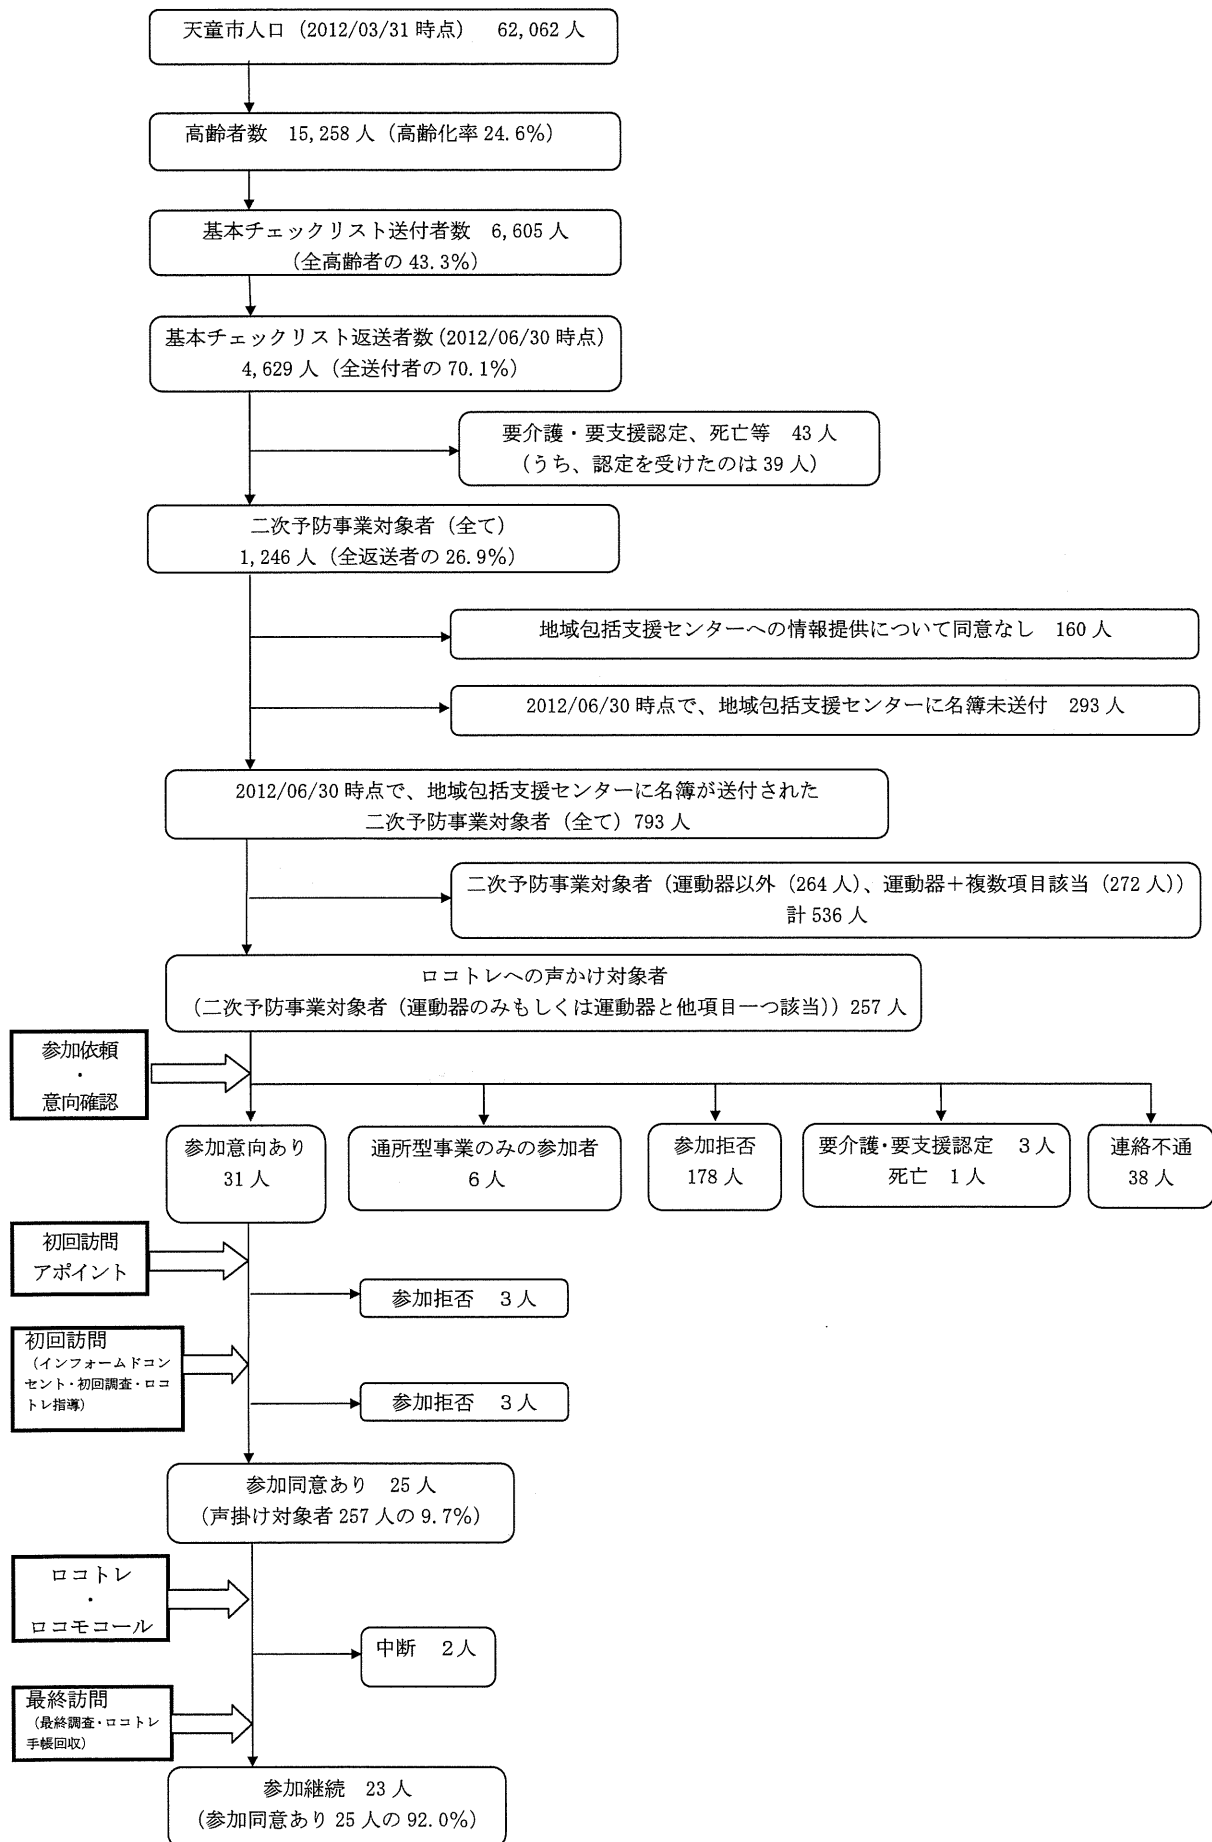 天童市人口（2012/03/31 時点）　62,062 人
高齢者数　15,258 人（高齢化率 24.6%）
基本チェックリスト送付者数　6,605 人
（全高齢者の 43.3%）
基本チェックリスト返送者数（2012/06/30 時点）
4,629 人（全送付者の 70.1%）
要介護・要支援認定、死亡等　43 人
（うち、認定を受けたのは 39 人）
二次予防事業対象者（全て）
1,246 人（全返送者の 26.9%）
地域包括支援センターへの情報提供について同意なし　160 人
2012/06/30 時点で、地域包括支援センターに名簿未送付　293 人
2012/06/30 時点で、地域包括支援センターに名簿が送付された
二次予防事業対象者（全て）793 人
二次予防事業対象者（運動器以外（264 人）、運動器＋複数項目該当（272 人））
計 536 人
ロコトレへの声かけ対象者
（二次予防事業対象者（運動器のみもしくは運動器と他項目一つ該当））257 人
参加依頼
・
意向確認
参加意向あり
31 人
通所型事業のみの参加者
6 人
参加拒否
178 人
要介護・要支援認定　3 人
死亡　1 人
連絡不通
38 人
初回訪問
アポイント
参加拒否　3 人
初回訪問
（インフォームドコン
セント・初回調査・ロコ
トレ指導）
参加拒否　3 人
参加同意あり　25 人
（声掛け対象者 257 人の 9.7%）
ロコトレ
・
ロコモコール
中断　2 人
最終訪問
（最終調査・ロコトレ
手帳回収）
参加継続　23 人
（参加同意あり 25 人の 92.0%）